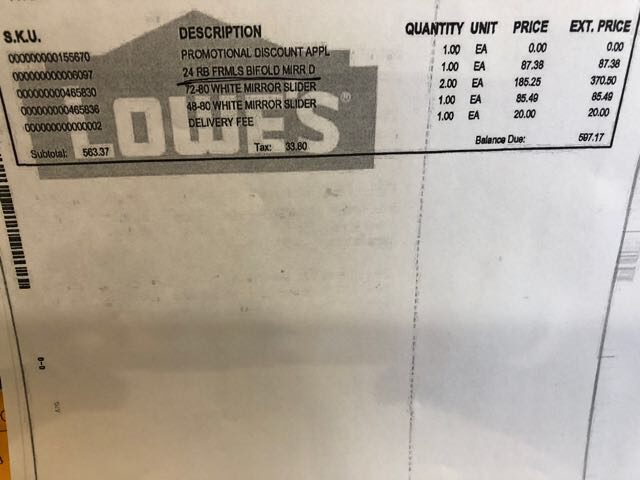 S.K.U. DESCRIPTION QUANTITY UNIT PRICE EXT. PRICE
000000000155670 PROMOTIONAL DISCOUNT APPL 1.00 EA 0.00 0.00
000000000006097 24 RB FRMLS BIFOLD MIRR D 1.00 EA 87.38 87.38
000000000465830 72-80 WHITE MIRROR SLIDER 2.00 EA 185.25 370.50
000000000465836 48-80 WHITE MIRROR SLIDER 1.00 EA 85.49 85.49
000000000000002 DELIVERY FEE 1.00 EA 20.00 20.00
LOWE'S®
Subtotal: 563.37 Tax: 33.80 Balance Due: 597.17